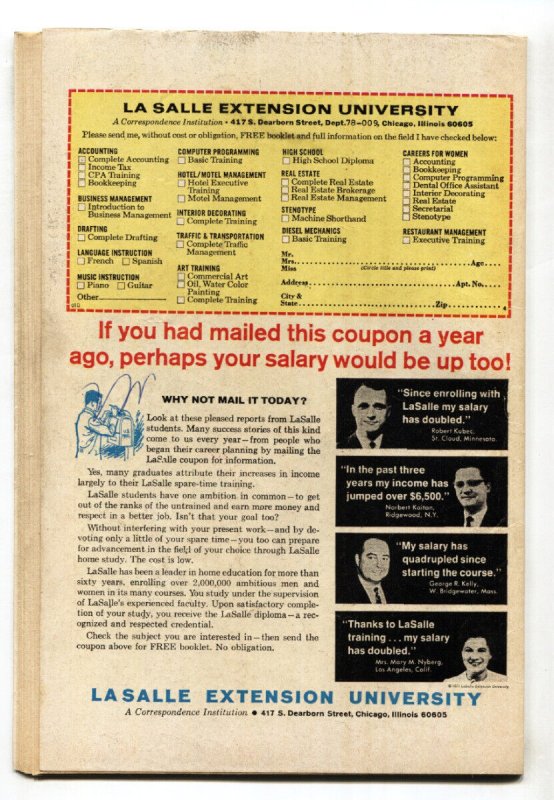 LA SALLE EXTENSION UNIVERSITY
A Correspondence Institution • 417 S. Dearborn Street, Dept. 78-009, Chicago, Illinois 60605
Please send me, without cost or obligation, FREE booklet and full information on the field I have checked below:
ACCOUNTING
Complete Accounting
Income Tax
CPA Training
Bookkeeping
BUSINESS MANAGEMENT
Introduction to
Business Management
DRAFTING
Complete Drafting
LANGUAGE INSTRUCTION
French Spanish
MUSIC INSTRUCTION
Piano Guitar
Other
COMPUTER PROGRAMMING
Basic Training
HOTEL/MOTEL MANAGEMENT
Hotel Executive
Training
Motel Management
INTERIOR DECORATING
Complete Training
TRAFFIC & TRANSPORTATION
Complete Traffic
Management
ART TRAINING
Commercial Art
Oil, Water Color
Painting
Complete Training
HIGH SCHOOL
High School Diploma
REAL ESTATE
Complete Real Estate
Real Estate Brokerage
Real Estate Management
STENOTYPE
Machine Shorthand
DIESEL MECHANICS
Basic Training
CAREERS FOR WOMEN
Accounting
Bookkeeping
Computer Programming
Dental Office Assistant
Interior Decorating
Real Estate
Secretarial
Stenotype
RESTAURANT MANAGEMENT
Executive Training
Mr.
Mrs. Age
Miss (Circle title and please print)
Address Apt. No.
City &
State Zip
If you had mailed this coupon a year
ago, perhaps your salary would be up too!
WHY NOT MAIL IT TODAY?
Look at these pleased reports from LaSalle
students. Many success stories of this kind
come to us every year—from people who
began their career planning by mailing the
LaSalle coupon for information.
Yes, many graduates attribute their increases in income
largely to their LaSalle spare-time training.
LaSalle students have one ambition in common—to get
out of the ranks of the untrained and earn more money and
respect in a better job. Isn't that your goal too?
Without interfering with your present work—and by de-
voting only a little of your spare time—you too can prepare
for advancement in the field of your choice through LaSalle
home study. The cost is low.
LaSalle has been a leader in home education for more than
sixty years, enrolling over 2,000,000 ambitious men and
women in its many courses. You study under the supervision
of LaSalle's experienced faculty. Upon satisfactory comple-
tion of your study, you receive the LaSalle diploma—a rec-
ognized and respected credential.
Check the subject you are interested in—then send the
coupon above for FREE booklet. No obligation.
"Since enrolling with
LaSalle my salary
has doubled."
Robert Kubec,
St. Cloud, Minnesota.
"In the past three
years my income has
jumped over $6,500."
Norbert Kaiton,
Ridgewood, N.Y.
"My salary has
quadrupled since
starting the course."
George R. Kelly,
W. Bridgewater, Mass.
"Thanks to LaSalle
training . . . my salary
has doubled."
Mrs. Mary M. Nyberg,
Los Angeles, Calif.
© 1971 LaSalle Extension University
LA SALLE EXTENSION UNIVERSITY
A Correspondence Institution • 417 S. Dearborn Street, Chicago, Illinois 60605